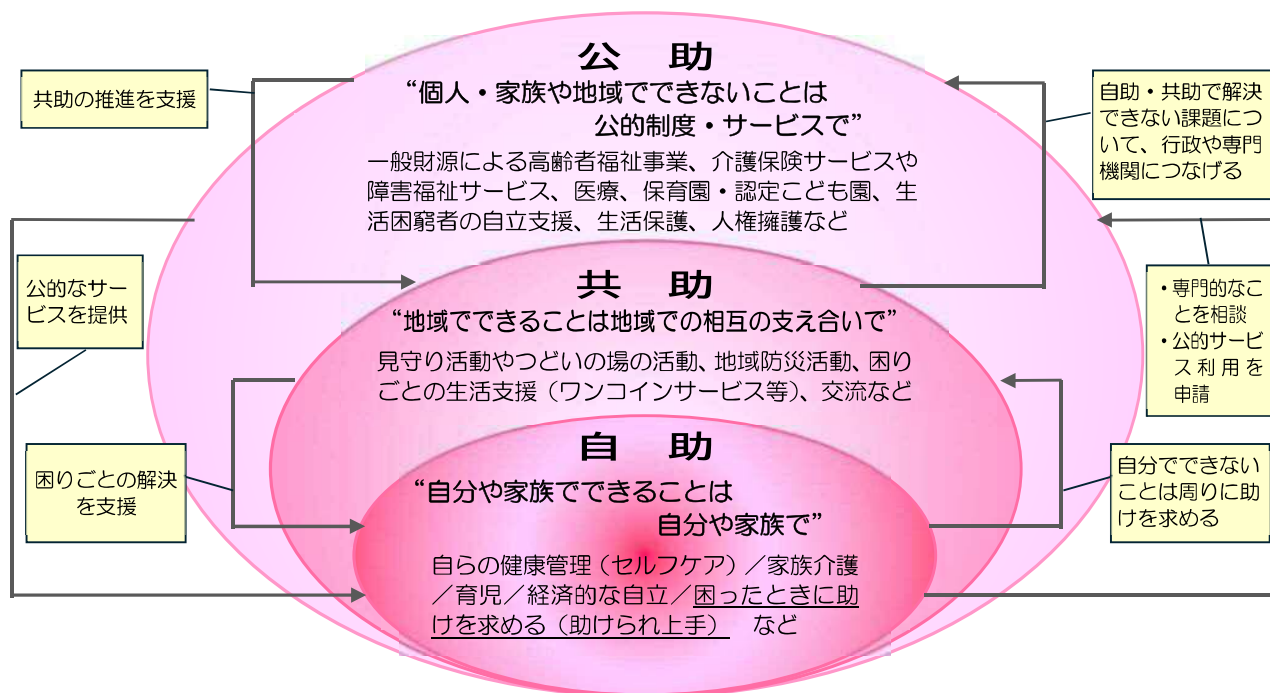 公　助
“個人・家族や地域でできないことは
公的制度・サービスで”
一般財源による高齢者福祉事業、介護保険サービスや
障害福祉サービス、医療、保育園・認定こども園、生
活困窮者の自立支援、生活保護、人権擁護など
共助の推進を支援
自助・共助で解決
できない課題につ
いて、行政や専門
機関につなげる
公的なサー
ビスを提供
・専門的なこ
とを相談
・公的サービ
ス利用を
申請
共　助
“地域でできることは地域での相互の支え合いで”
見守り活動やつどいの場の活動、地域防災活動、困り
ごとの生活支援（ワンコインサービス等）、交流など
困りごとの解決
を支援
自分でできない
ことは周りに助
けを求める
自　助
“自分や家族でできることは
自分や家族で”
自らの健康管理（セルフケア）／家族介護
／育児／経済的な自立／困ったときに助
けを求める（助けられ上手）　など